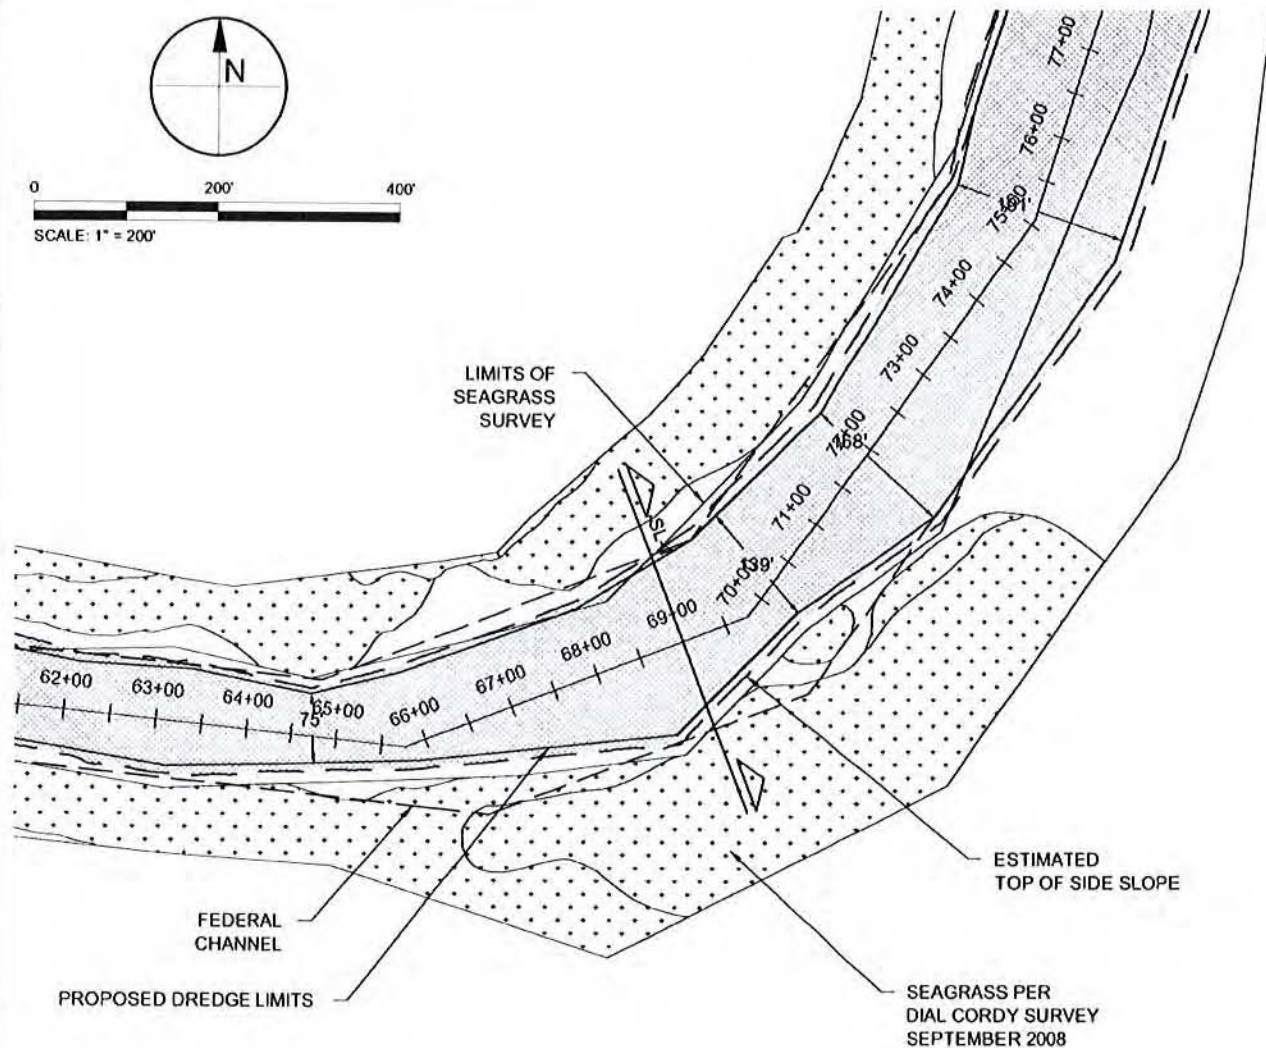 N
0 200' 400'
SCALE: 1" = 200'
77+00
76+00
75+00
74+00
73+00
LIMITS OF
SEAGRASS
SURVEY
168'
71+00
SL
139'
70+00
69+00
68+00
67+00
66+00
65+00
64+00
63+00
62+00
75'
ESTIMATED
TOP OF SIDE SLOPE
FEDERAL
CHANNEL
PROPOSED DREDGE LIMITS
SEAGRASS PER
DIAL CORDY SURVEY
SEPTEMBER 2008